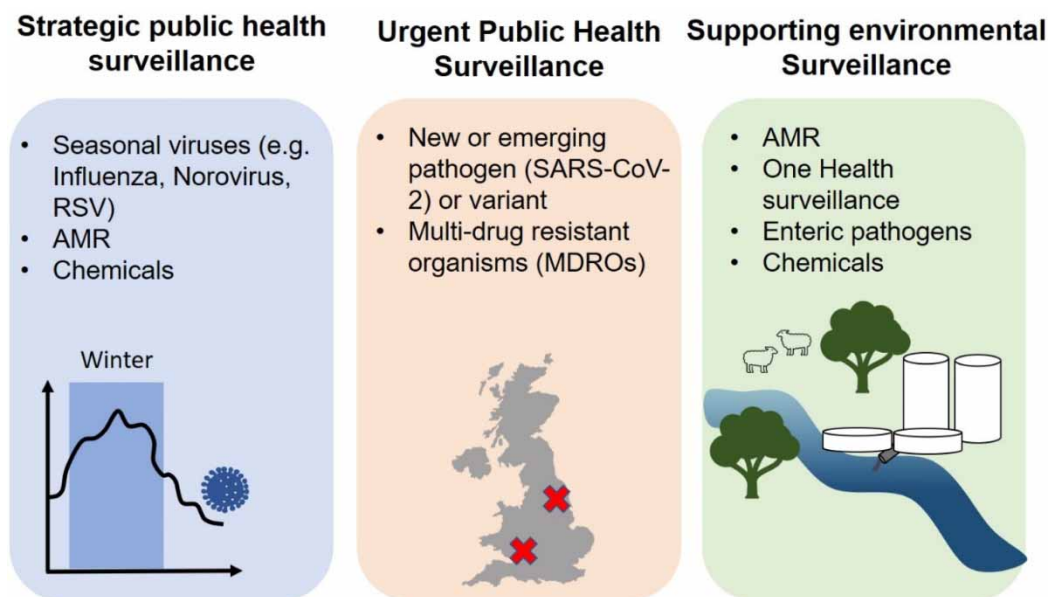 Strategic public health
surveillance
• Seasonal viruses (e.g.
Influenza, Norovirus,
RSV)
• AMR
• Chemicals
Winter
Urgent Public Health
Surveillance
• New or emerging
pathogen (SARS-CoV-
2) or variant
• Multi-drug resistant
organisms (MDROs)
Supporting environmental
Surveillance
• AMR
• One Health
surveillance
• Enteric pathogens
• Chemicals